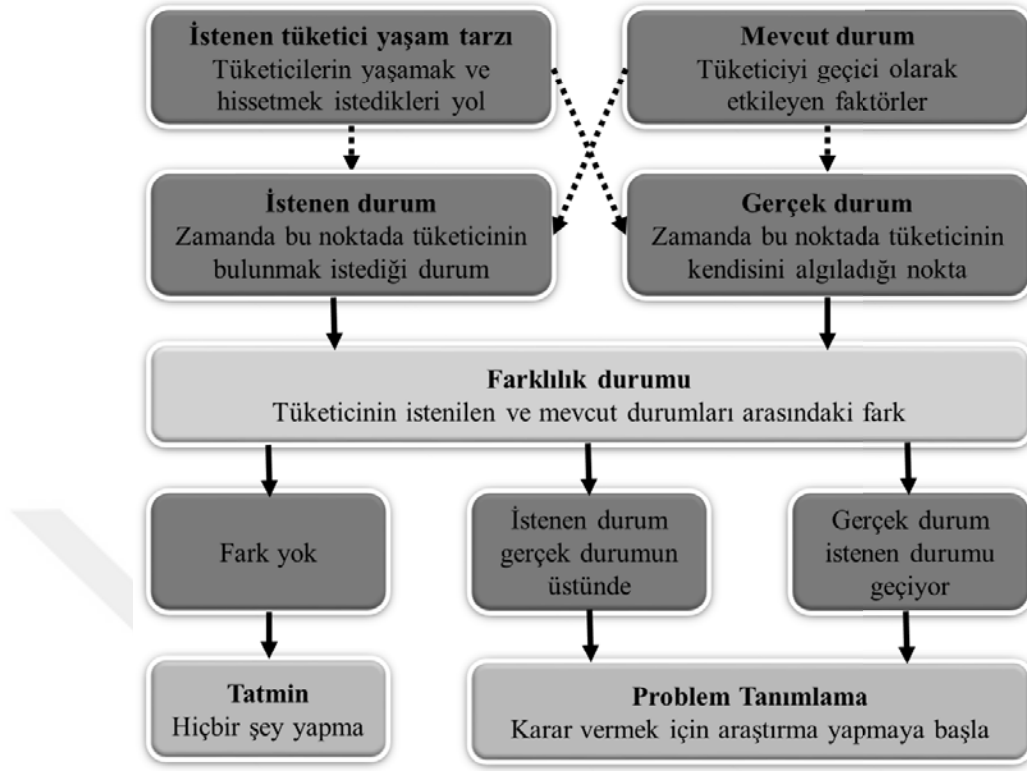 İstenen tüketici yaşam tarzı
Tüketicilerin yaşamak ve
hissetmek istedikleri yol
Mevcut durum
Tüketiciyi geçici olarak
etkileyen faktörler
İstenen durum
Zamanda bu noktada tüketicinin
bulunmak istediği durum
Gerçek durum
Zamanda bu noktada tüketicinin
kendisini algıladığı nokta
Farklılık durumu
Tüketicinin istenilen ve mevcut durumları arasındaki fark
Fark yok
İstenen durum
gerçek durumun
üstünde
Gerçek durum
istenen durumu
geçiyor
Tatmin
Hiçbir şey yapma
Problem Tanımlama
Karar vermek için araştırma yapmaya başla